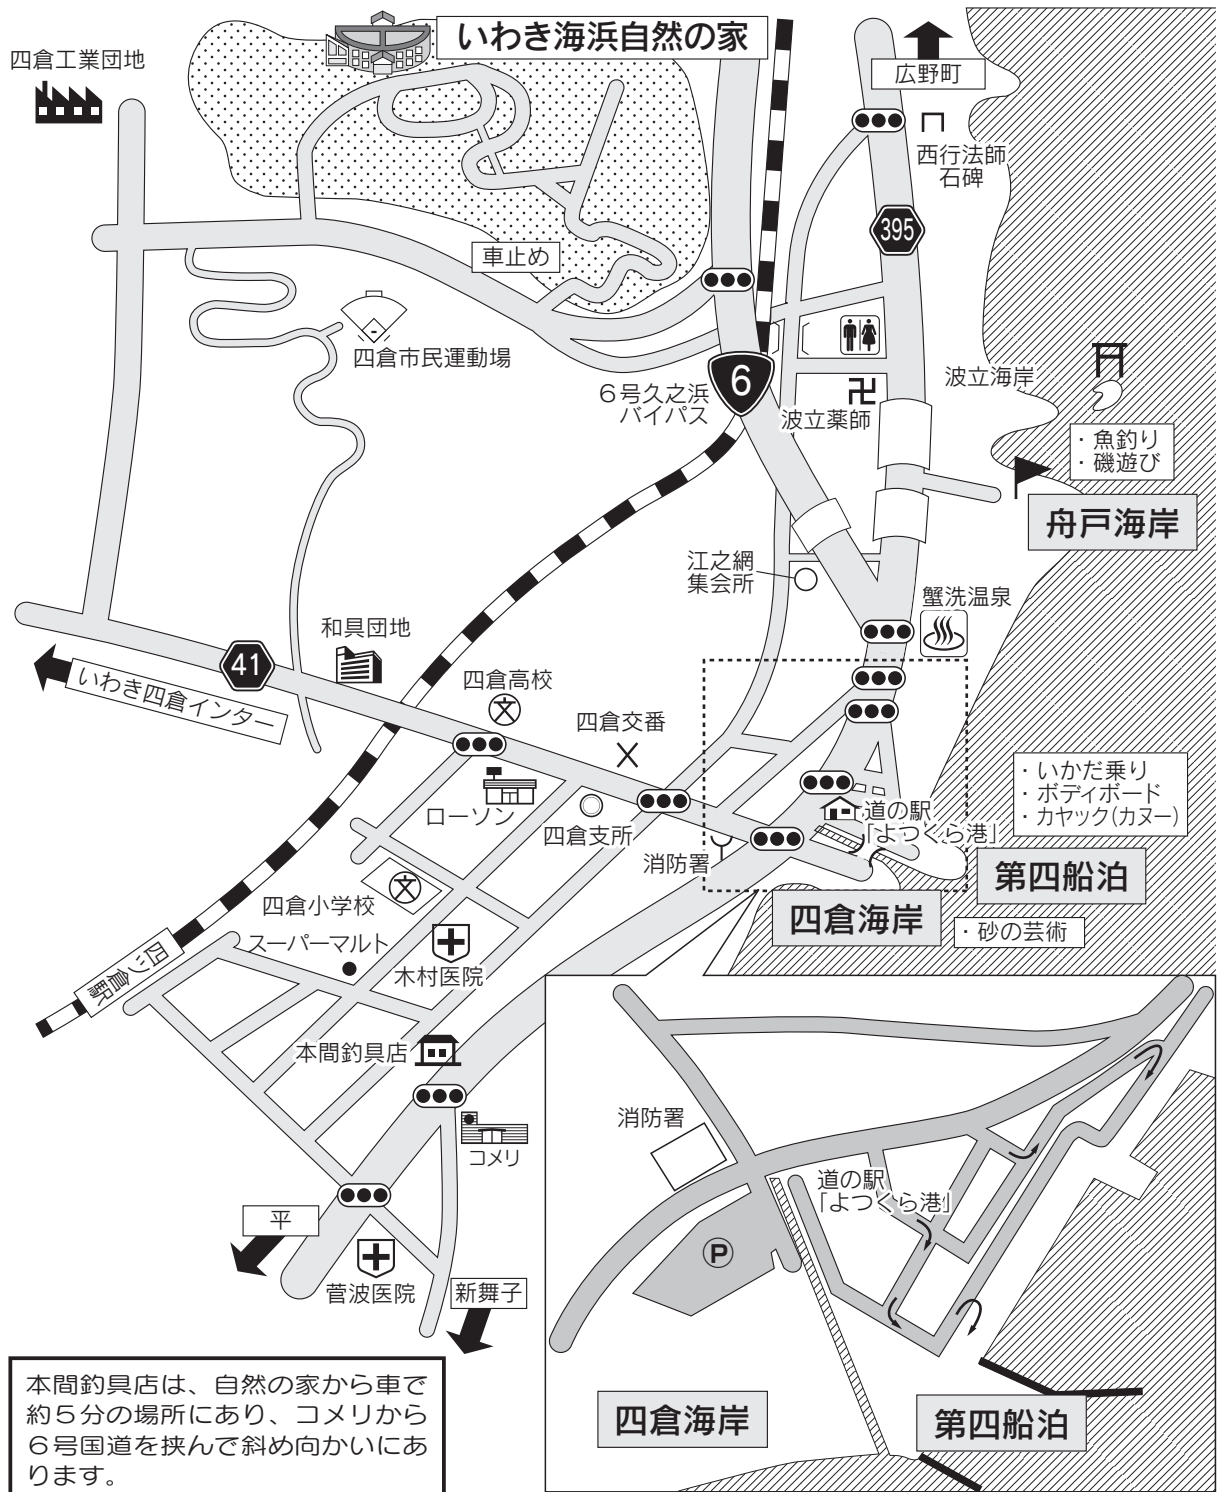 いわき海浜自然の家
四倉工業団地
広野町
西行法師
石碑
395
車止め
四倉市民運動場
6
6号久之浜
バイパス
波立薬師
波立海岸
・魚釣り
・磯遊び
舟戸海岸
江之網
集会所
蟹洗温泉
和具団地
41
いわき四倉インター
四倉高校
文
四倉交番
ローソン
四倉支所
消防署
道の駅
「よつくら港」
・いかだ乗り
・ボディボード
・カヤック(カヌー)
第四船泊
四倉海岸
・砂の芸術
四倉小学校
文
スーパーマルト
木村医院
四ツ倉駅
本間釣具店
コメリ
平
菅波医院
新舞子
消防署
道の駅
「よつくら港」
P
四倉海岸
第四船泊
本間釣具店は、自然の家から車で
約5分の場所にあり、コメリから
6号国道を挟んで斜め向かいにあ
ります。